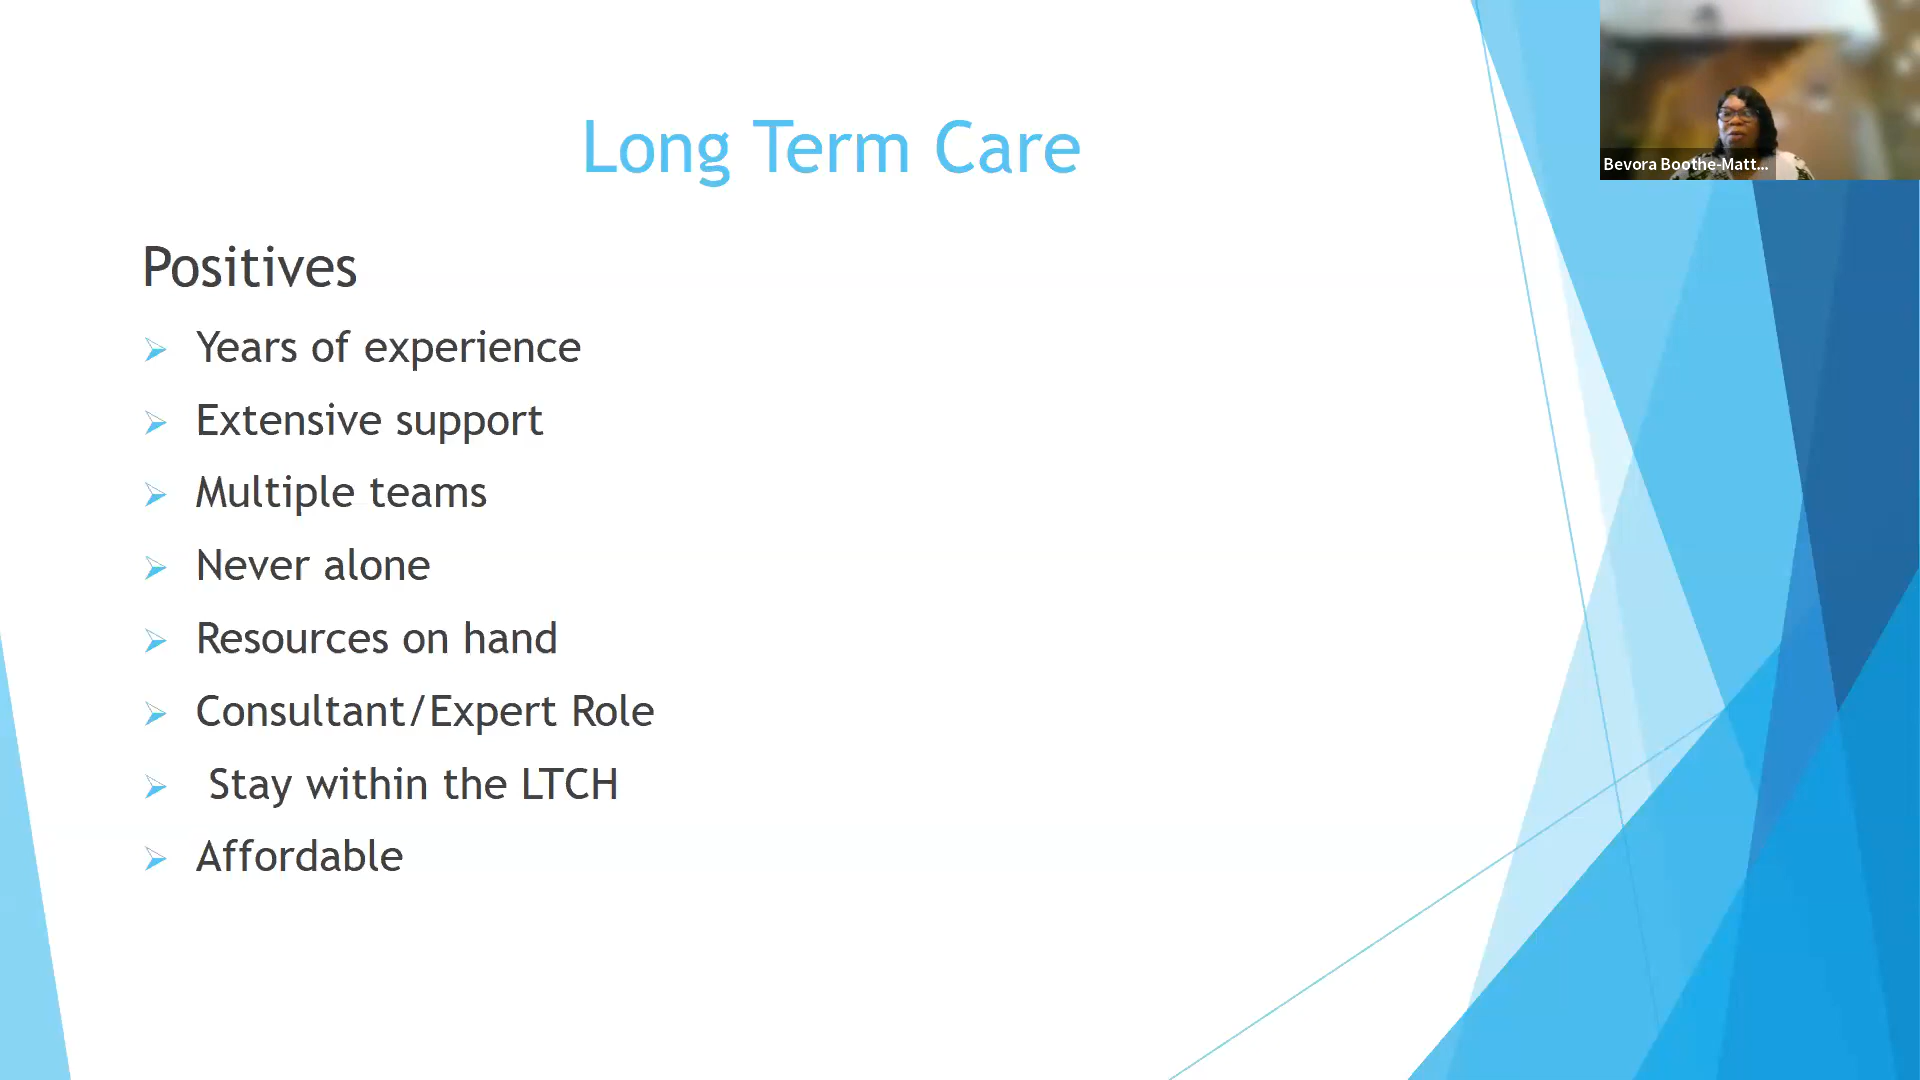 Long Term Care
Bevora Boothe-Matt...
Positives
Years of experience
Extensive support
Multiple teams
Never alone
Resources on hand
Consultant/Expert Role
Stay within the LTCH
Affordable